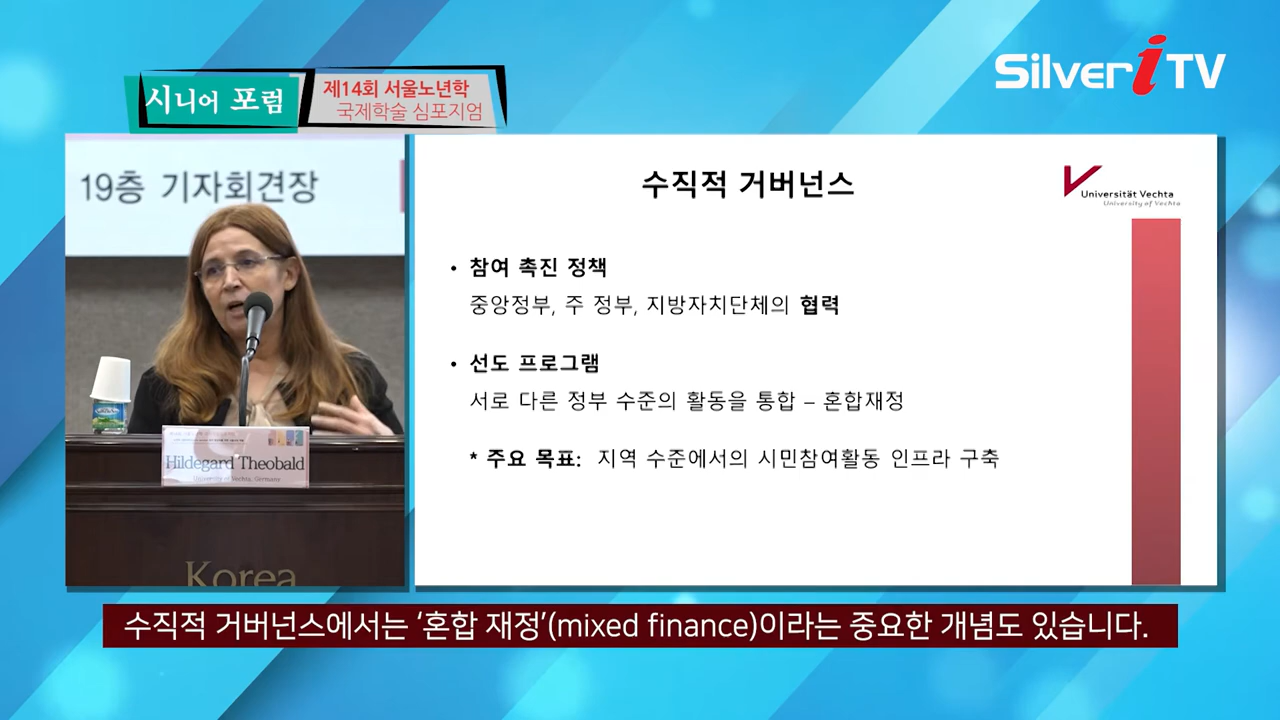 Silver i TV
시니어 포럼
제14회 서울노년학
국제학술 심포지엄
19층 기자회견장
Hildegard Theobald
University of Vechta, Germany
Korea
수직적 거버넌스
Universität Vechta
University of Vechta
• 참여 촉진 정책
중앙정부, 주 정부, 지방자치단체의 협력
• 선도 프로그램
서로 다른 정부 수준의 활동을 통합 – 혼합재정
* 주요 목표: 지역 수준에서의 시민참여활동 인프라 구축
수직적 거버넌스에서는 ‘혼합 재정’(mixed finance)이라는 중요한 개념도 있습니다.